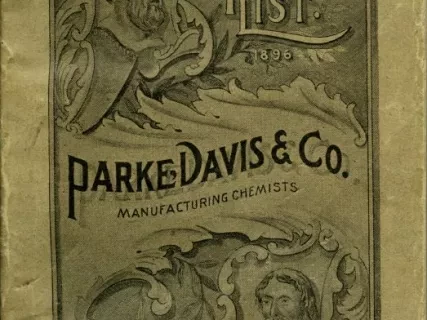 LIST.
1896
PARKE, DAVIS & CO.
MANUFACTURING CHEMISTS